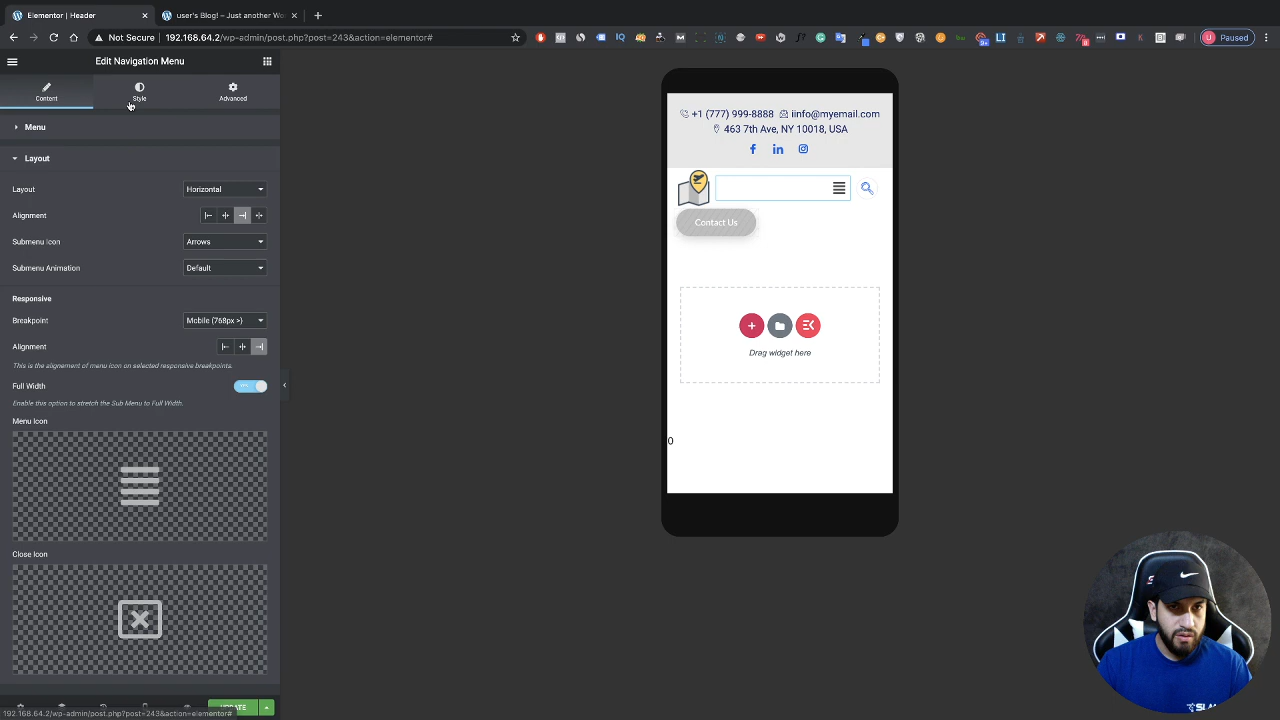 Elementor | Header
user's Blog! – Just another Wo
Not Secure
192.168.64.2/wp-admin/post.php?post=243&action=elementor#
Paused
Edit Navigation Menu
Content
Style
Advanced
Menu
Layout
Layout
Horizontal
Alignment
Submenu Icon
Arrows
Submenu Animation
Default
Responsive
Breakpoint
Mobile (768px >)
Alignment
This is the alignement of menu icon on selected responsive breakpoints.
Full Width
YES
Enable this option to stretch the Sub Menu to Full Width.
Menu Icon
Close Icon
UPDATE
192.168.64.2/wp-admin/post.php?post=243&action=elementor#
+1 (777) 999-8888
iinfo@myemail.com
463 7th Ave, NY 10018, USA
Contact Us
Drag widget here
0